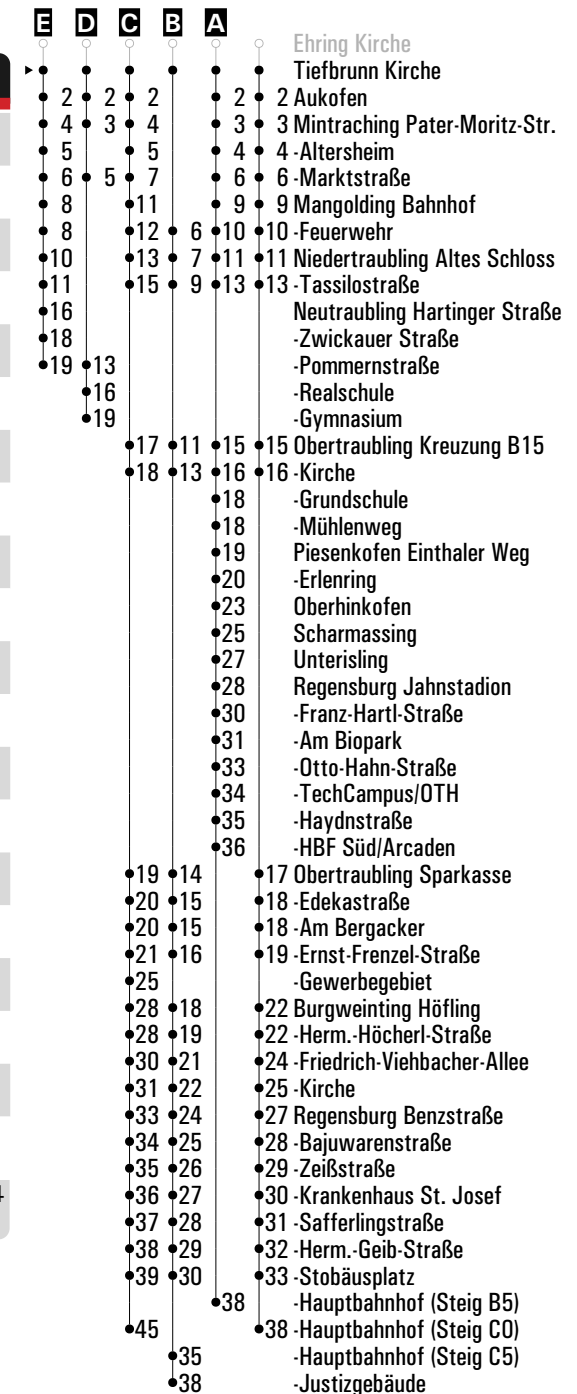 E D C B A
Ehring Kirche
Tiefbrunn Kirche
2 2 2 2 2 Aukofen
4 3 4 3 3 Mintraching Pater-Moritz-Str.
5 5 4 4 -Altersheim
6 5 7 6 6 -Marktstraße
8 11 9 9 Mangolding Bahnhof
8 12 6 10 10 -Feuerwehr
10 13 7 11 11 Niedertraubling Altes Schloss
11 15 9 13 13 -Tassilostraße
16 Neutraubling Hartinger Straße
18 -Zwickauer Straße
19 13 -Pommernstraße
16 -Realschule
19 -Gymnasium
17 11 15 15 Obertraubling Kreuzung B15
18 13 16 16 -Kirche
18 -Grundschule
18 -Mühlenweg
19 Piesenkofen Einthaler Weg
20 -Erlenring
23 Oberhinkofen
25 Scharmassing
27 Unterisling
28 Regensburg Jahnstadion
30 -Franz-Hartl-Straße
31 -Am Biopark
33 -Otto-Hahn-Straße
34 -TechCampus/OTH
35 -Haydnstraße
36 -HBF Süd/Arcaden
19 14 17 Obertraubling Sparkasse
20 15 18 -Edekastraße
20 15 18 -Am Bergacker
21 16 19 -Ernst-Frenzel-Straße
25 -Gewerbegebiet
28 18 22 Burgweinting Höfling
28 19 22 -Herm.-Höcherl-Straße
30 21 24 -Friedrich-Viehbacher-Allee
31 22 25 -Kirche
33 24 27 Regensburg Benzstraße
34 25 28 -Bajuwarenstraße
35 26 29 -Zeißstraße
4
36 27 30 -Krankenhaus St. Josef
37 28 31 -Safferlingstraße
38 29 32 -Herm.-Geib-Straße
39 30 33 -Stobäusplatz
38 -Hauptbahnhof (Steig B5)
45 38 -Hauptbahnhof (Steig C0)
35 -Hauptbahnhof (Steig C5)
38 -Justizgebäude